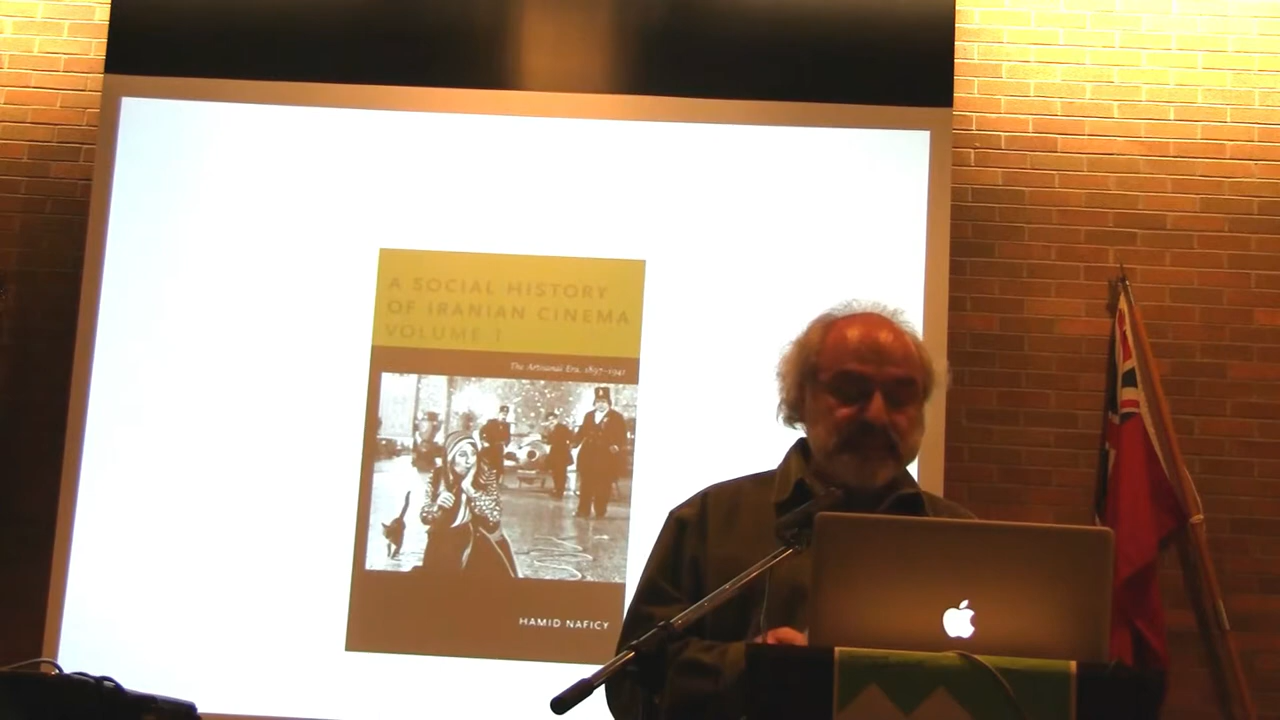 A SOCIAL HISTORY
OF IRANIAN CINEMA
VOLUME 1
The Artisanal Era, 1897–1941
HAMID NAFICY